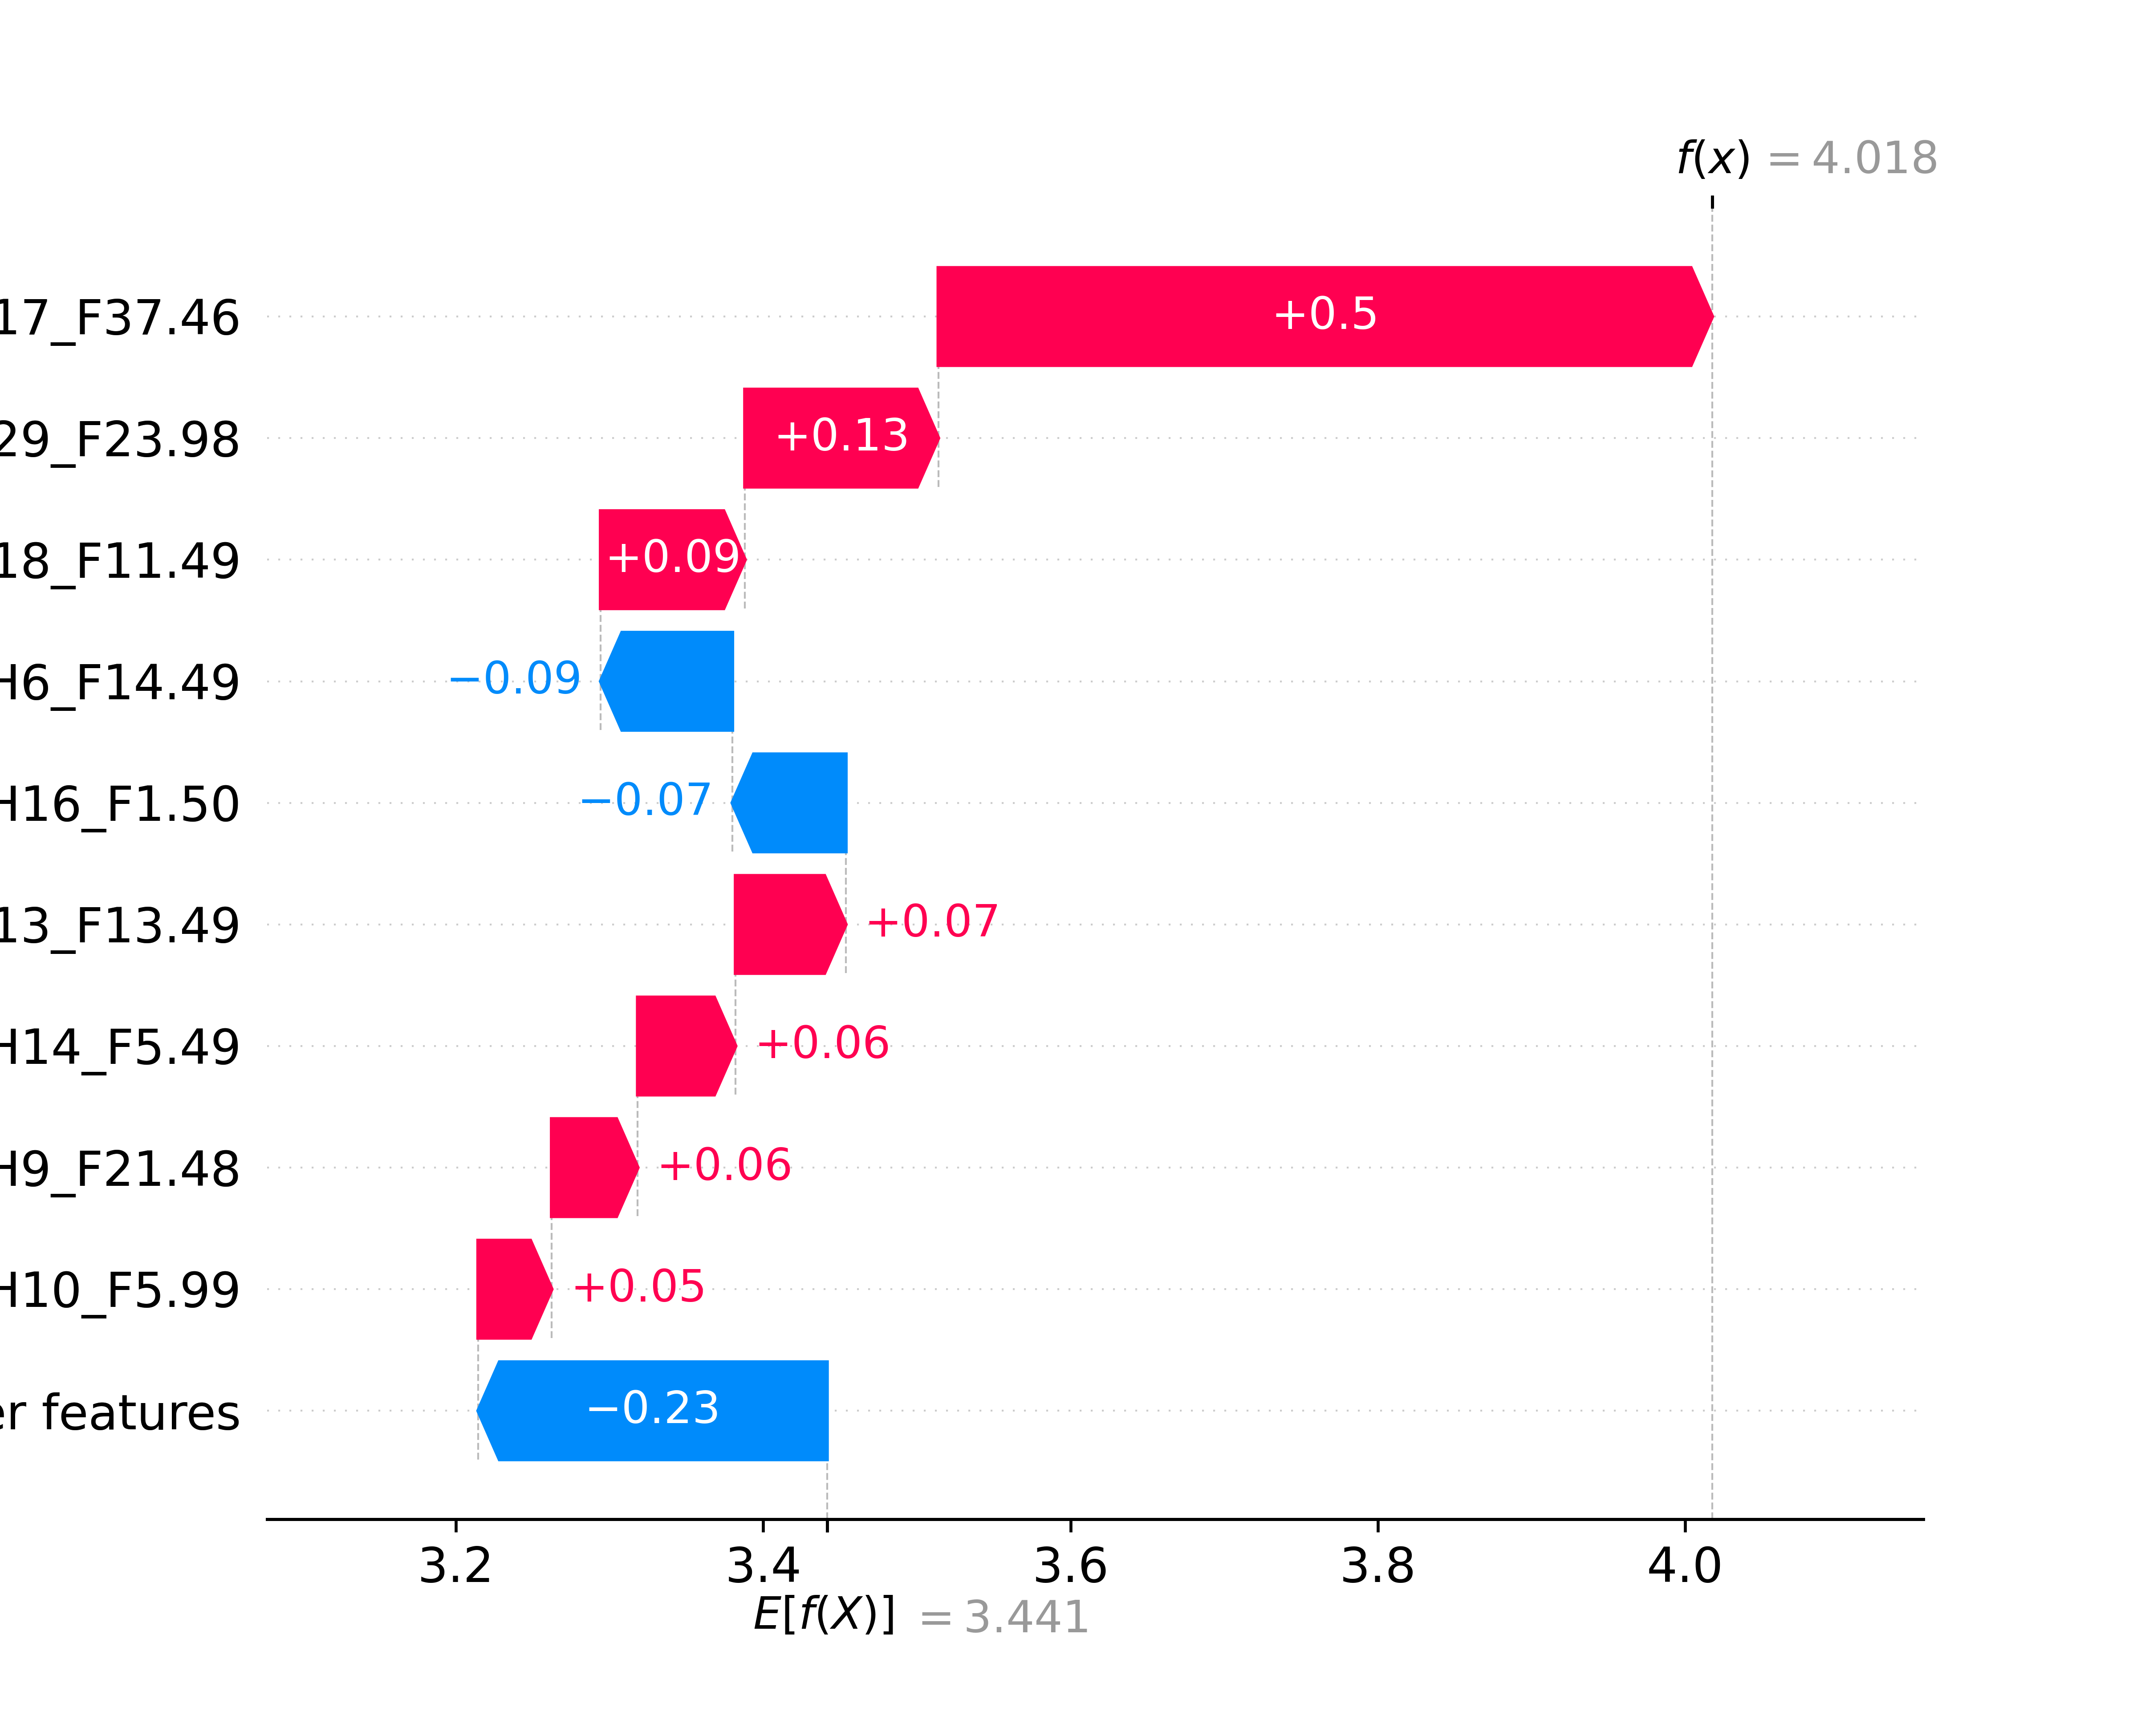 f(x) = 4.018
17_F37.46
+0.5
29_F23.98
+0.13
18_F11.49
+0.09
H6_F14.49
−0.09
H16_F1.50
−0.07
13_F13.49
+0.07
H14_F5.49
+0.06
H9_F21.48
+0.06
H10_F5.99
+0.05
er features
−0.23
3.2 3.4 3.6 3.8 4.0
E[f(X)] = 3.441